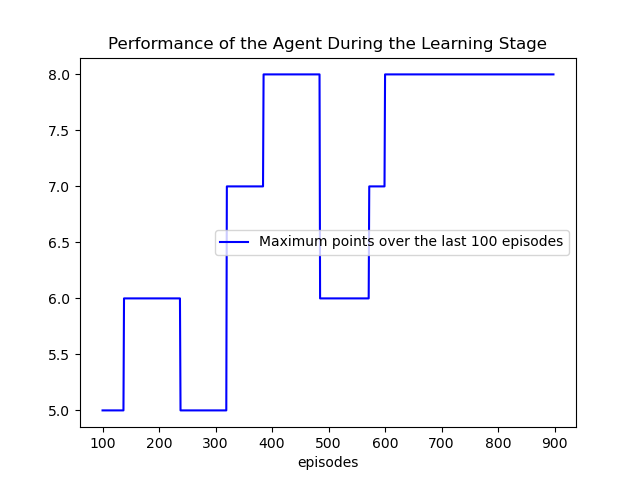 Performance of the Agent During the Learning Stage
8.0
7.5
7.0
6.5
6.0
5.5
5.0
Maximum points over the last 100 episodes
100 200 300 400 500 600 700 800 900
episodes